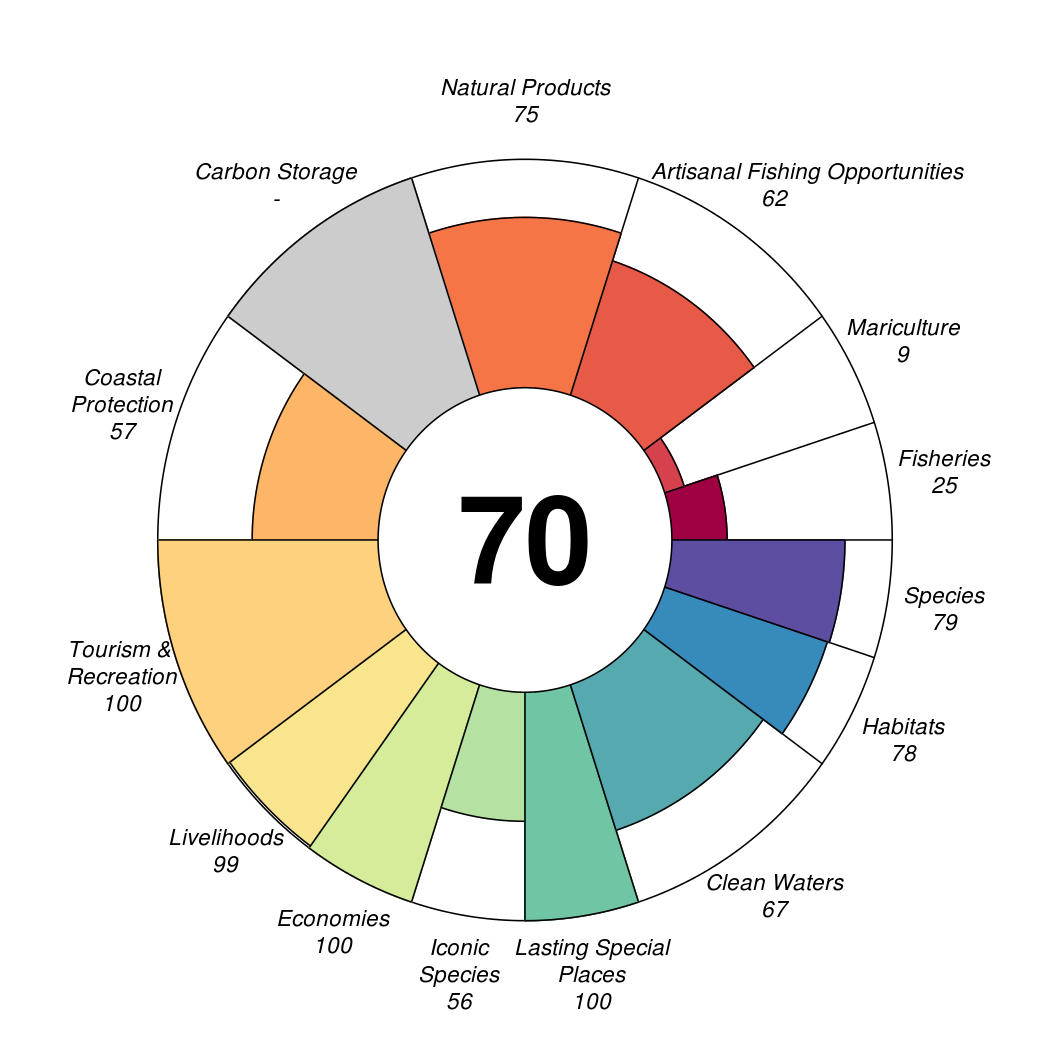 Natural Products
75
Artisanal Fishing Opportunities
62
Mariculture
9
Fisheries
25
Species
79
Habitats
78
Clean Waters
67
Lasting Special
Places
100
Iconic
Species
56
Economies
100
Livelihoods
99
Tourism &
Recreation
100
Coastal
Protection
57
Carbon Storage
-
70